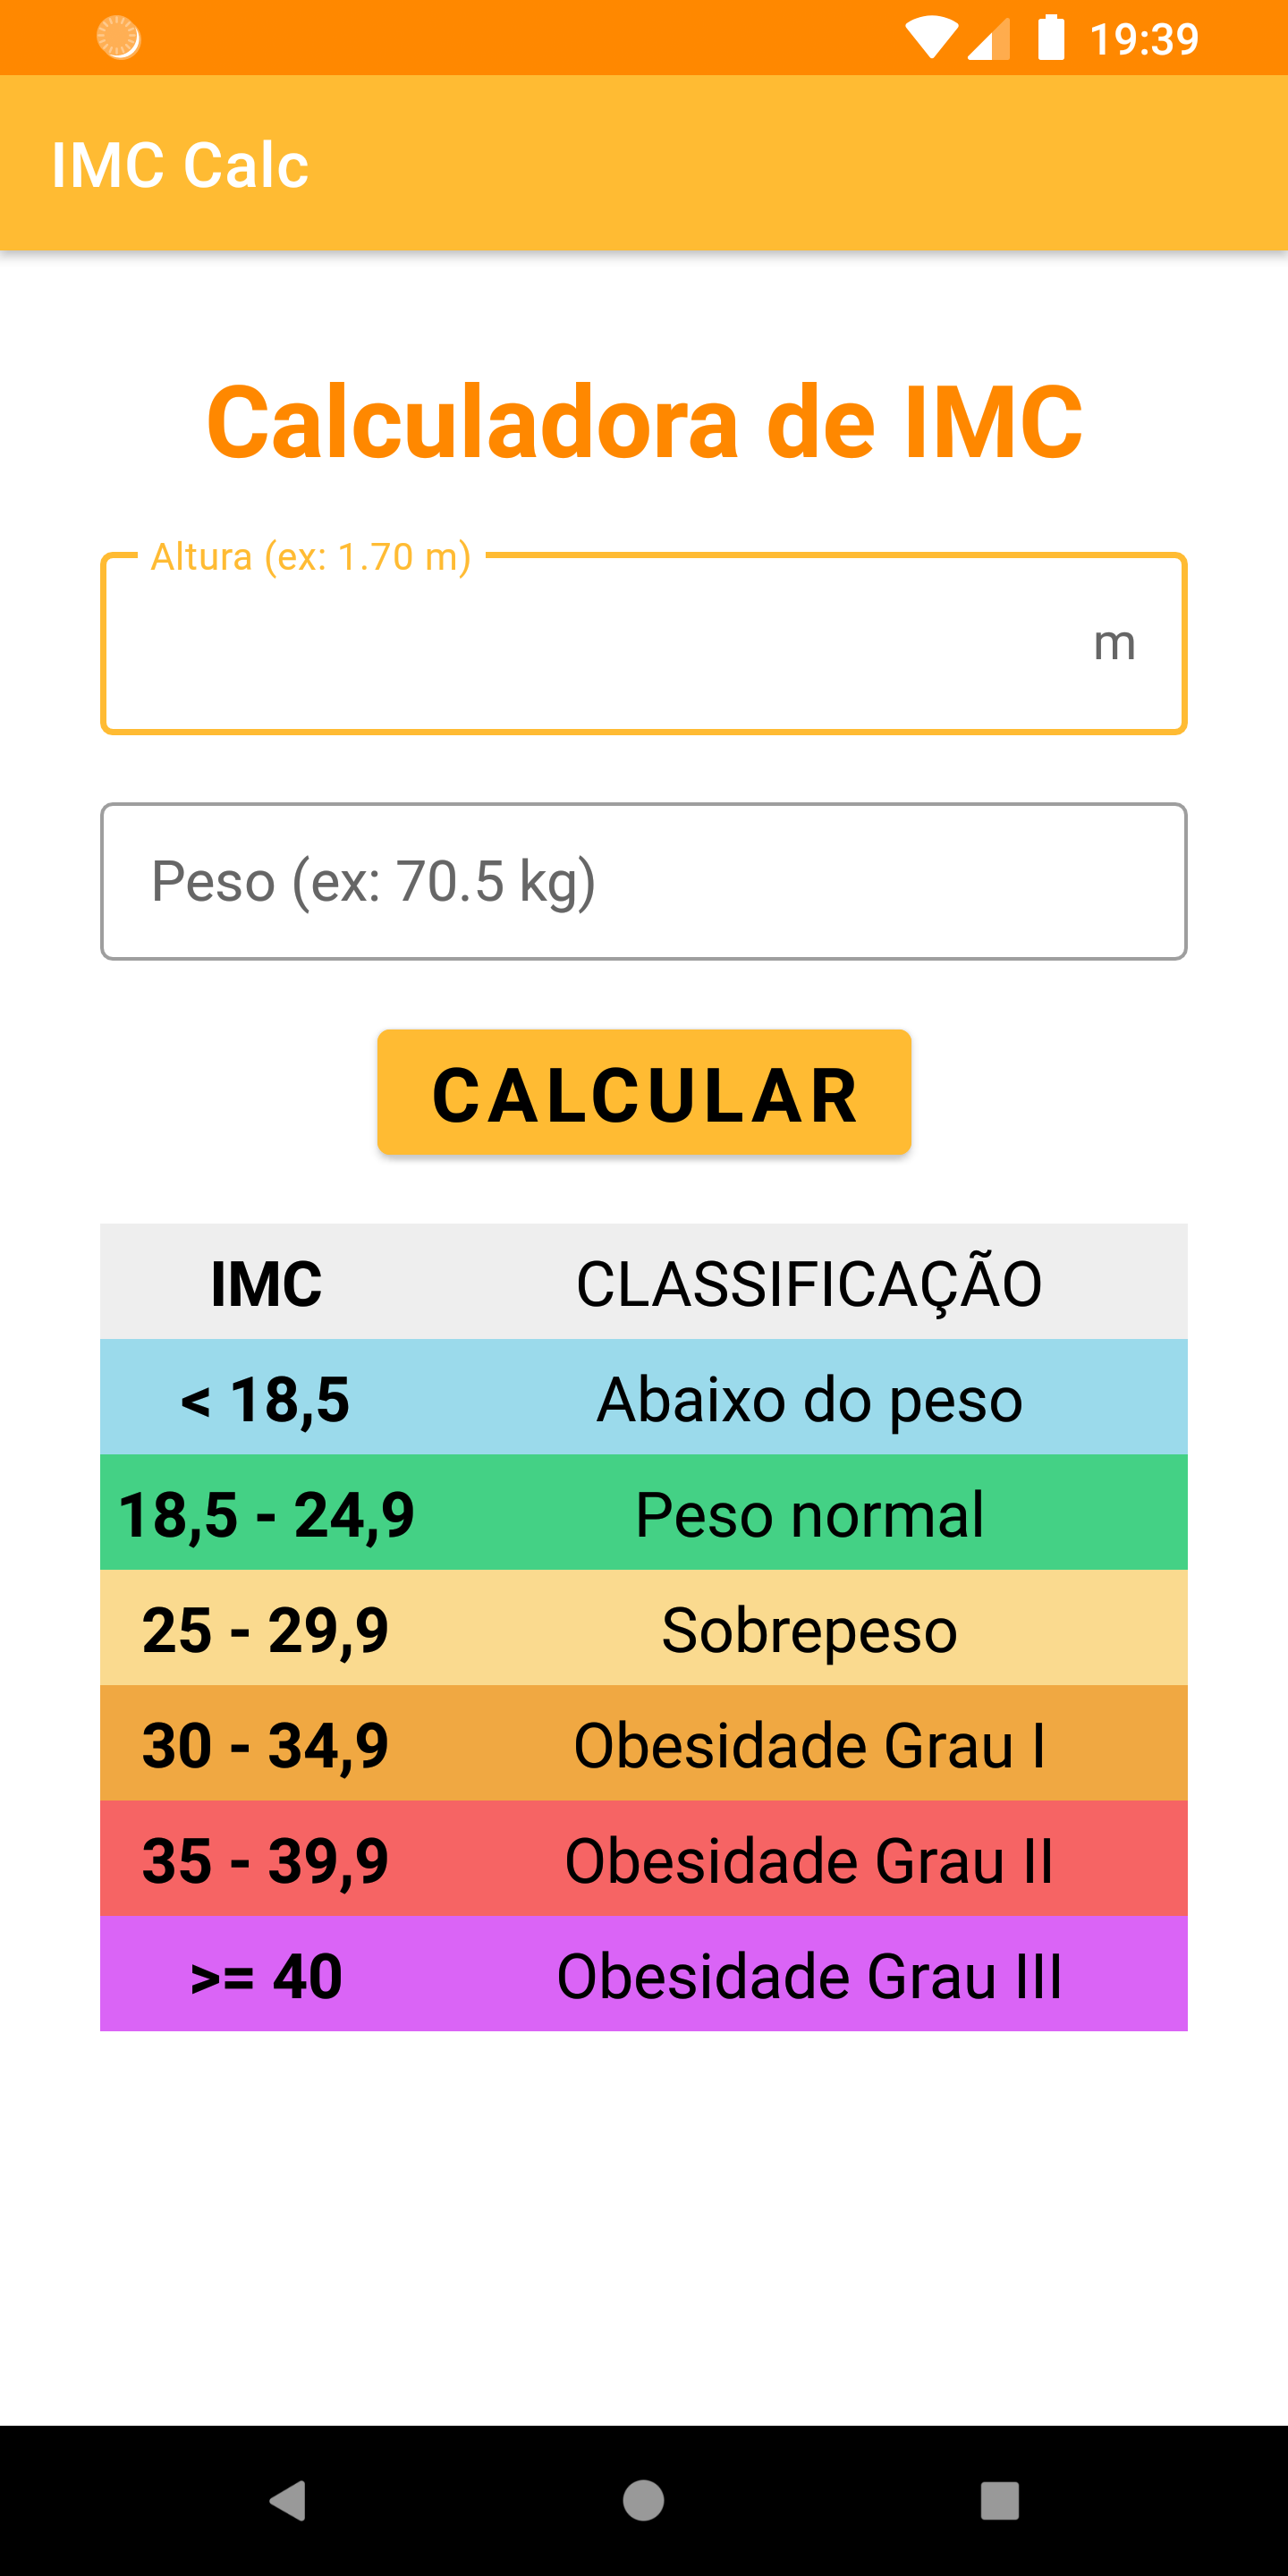 19:39
IMC Calc
Calculadora de IMC
Altura (ex: 1.70 m)
m
Peso (ex: 70.5 kg)
CALCULAR
IMC CLASSIFICAÇÃO
< 18,5 Abaixo do peso
18,5 - 24,9 Peso normal
25 - 29,9 Sobrepeso
30 - 34,9 Obesidade Grau I
35 - 39,9 Obesidade Grau II
>= 40 Obesidade Grau III